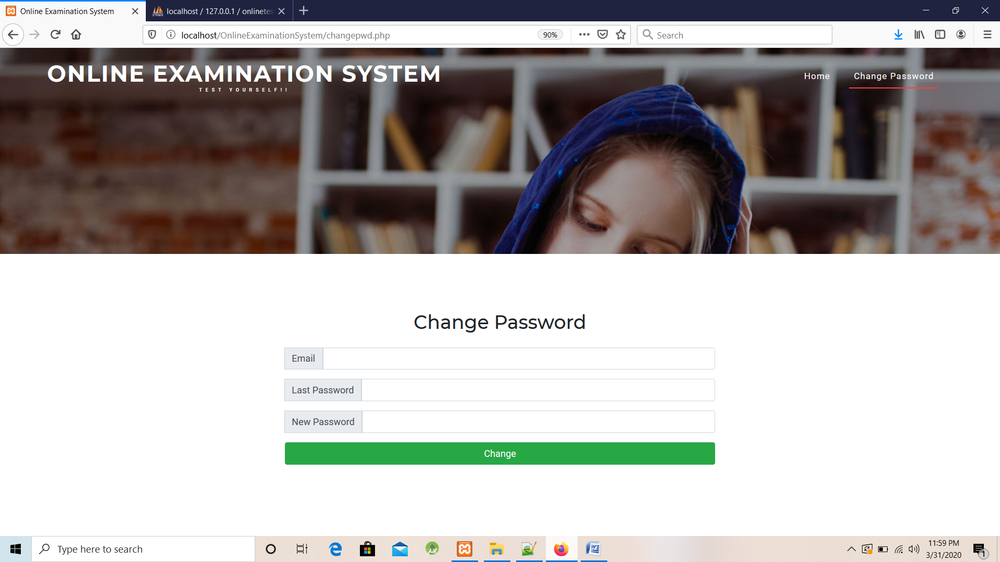 Online Examination System
localhost / 127.0.0.1 / onlinetes
localhost/OnlineExaminationSystem/changepwd.php
90%
Search
ONLINE EXAMINATION SYSTEM
TEST YOURSELF!!
Home
Change Password
Change Password
Email
Last Password
New Password
Change
Type here to search
11:59 PM
3/31/2020
1